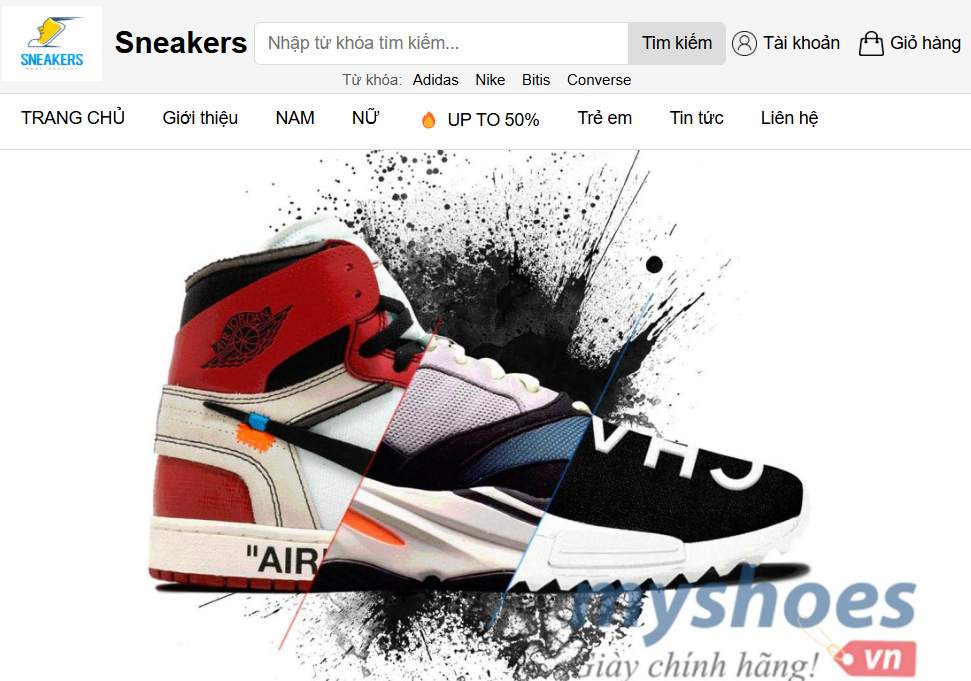 SNEAKERS
Sneakers
Nhập từ khóa tìm kiếm...
Tìm kiếm
Tài khoản
Giỏ hàng
Từ khóa: Adidas Nike Bitis Converse
TRANG CHỦ Giới thiệu NAM NỮ UP TO 50% Trẻ em Tin tức Liên hệ
AIR JORDAN
"AIR
myshoes
Giày chính hãng!
vn